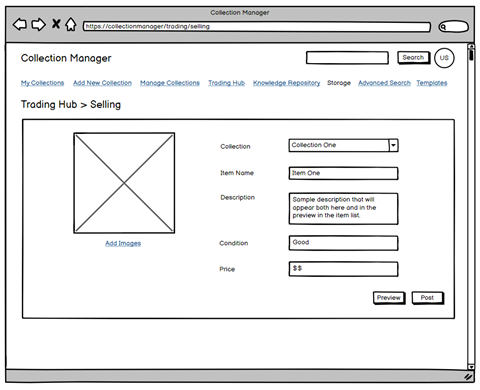 Collection Manager
https://collectionmanager/trading/selling
Collection Manager
Search
US
My Collections Add New Collection Manage Collections Trading Hub Knowledge Repository Storage Advanced Search Templates
Trading Hub > Selling
Collection
Collection One
Item Name
Item One
Description
Sample description that will
appear both here and in the
preview in the item list.
Add Images
Condition
Good
Price
$$
Preview
Post